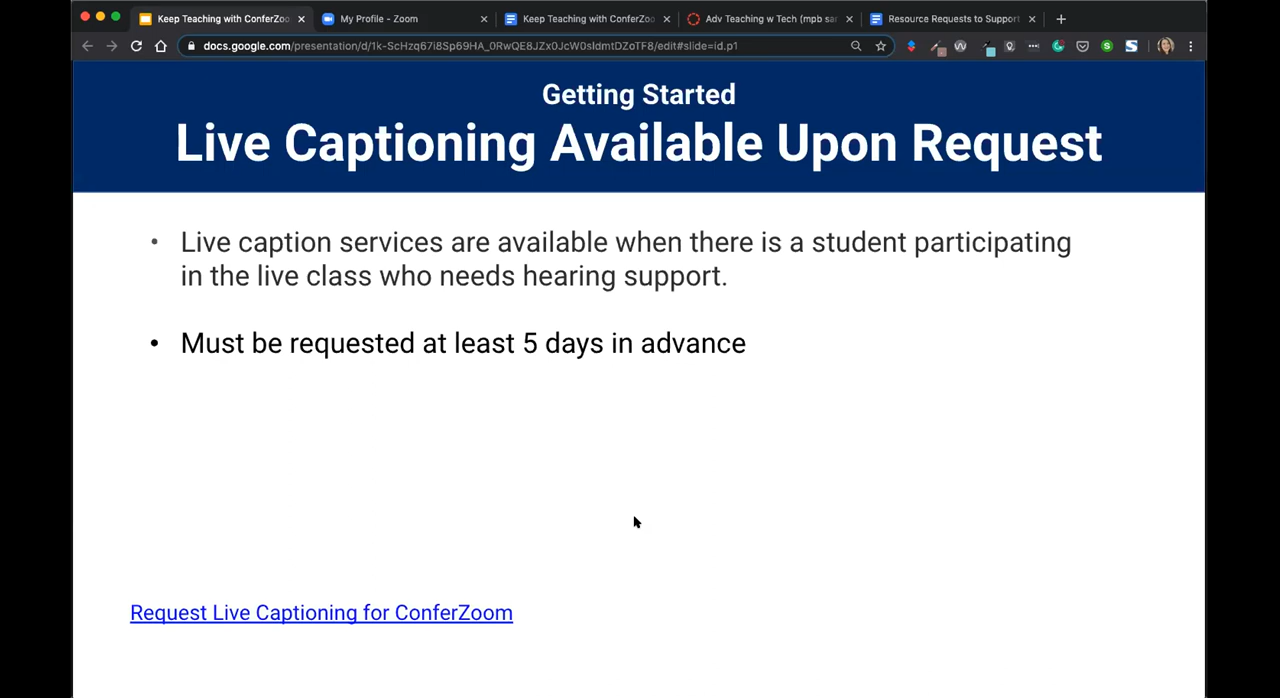 Keep Teaching with ConferZoo
My Profile - Zoom
Keep Teaching with ConferZoo
Adv Teaching w Tech (mpb sar
Resource Requests to Support
docs.google.com/presentation/d/1k-ScHzq67i8Sp69HA_0RwQE8JZx0JcW0sIdmtDZoTF8/edit#slide=id.p1
Getting Started
Live Captioning Available Upon Request
• Live caption services are available when there is a student participating
in the live class who needs hearing support.
• Must be requested at least 5 days in advance
Request Live Captioning for ConferZoom